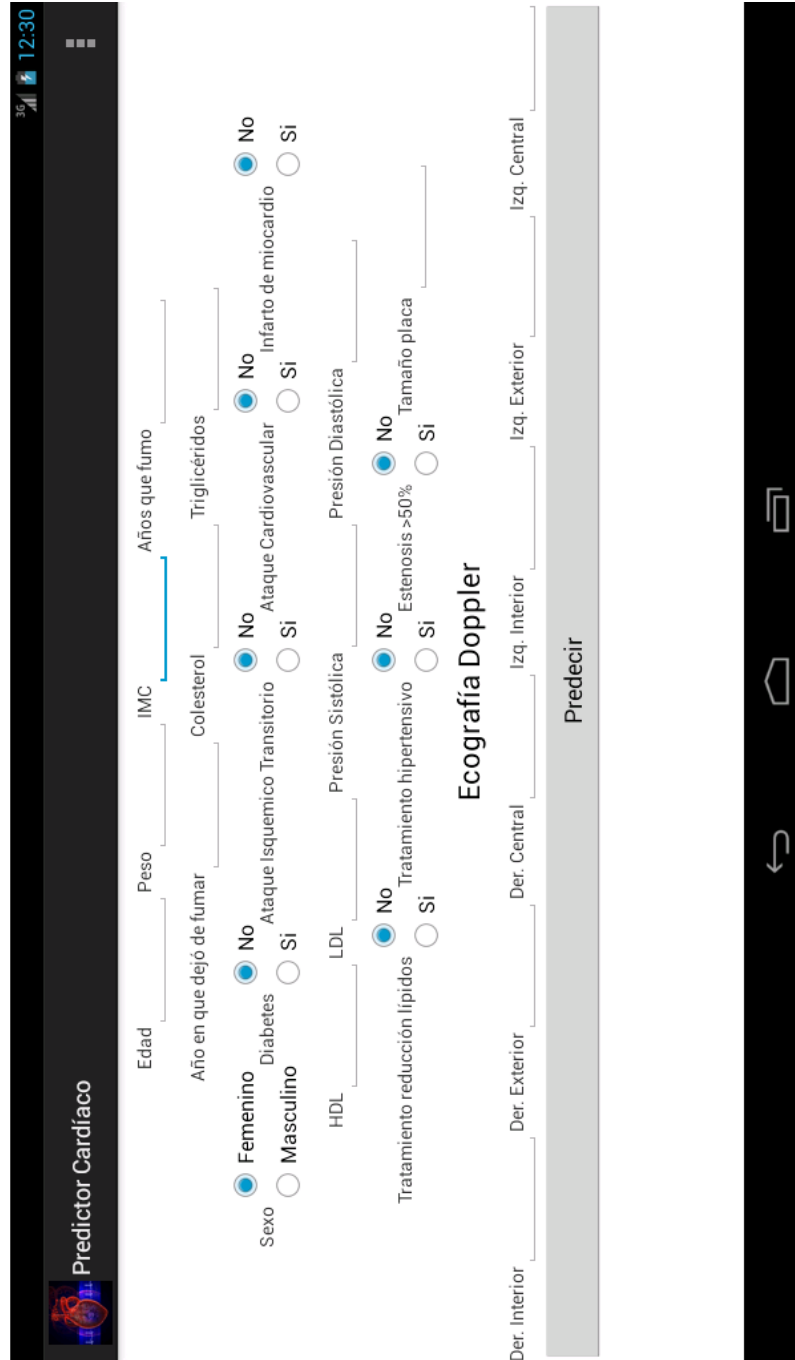 3G 12:30
Predictor Cardíaco
Edad Peso IMC Años que fumo
Año en que dejó de fumar Colesterol Triglicéridos
Sexo Femenino Masculino Diabetes No Si Ataque Isquemico Transitorio No Si Ataque Cardiovascular No Si Infarto de miocardio No Si
HDL LDL Presión Sistólica Presión Diastólica
Tratamiento reducción lípidos No Si Tratamiento hipertensivo No Si Estenosis >50% No Si Tamaño placa
Ecografía Doppler
Der. Interior Der. Exterior Der. Central Izq. Interior Izq. Exterior Izq. Central
Predecir